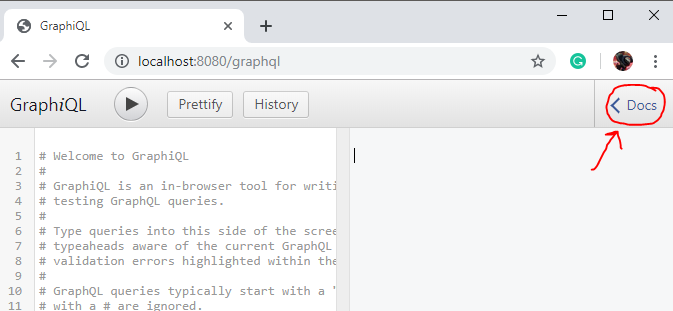 GraphiQL
localhost:8080/graphql
GraphiQL Prettify History Docs
1 # Welcome to GraphiQL
2 #
3 # GraphiQL is an in-browser tool for writi
4 # testing GraphQL queries.
5 #
6 # Type queries into this side of the scree
7 # typeaheads aware of the current GraphQL
8 # validation errors highlighted within the
9 #
10 # GraphQL queries typically start with a "
11 # with a # are ignored.